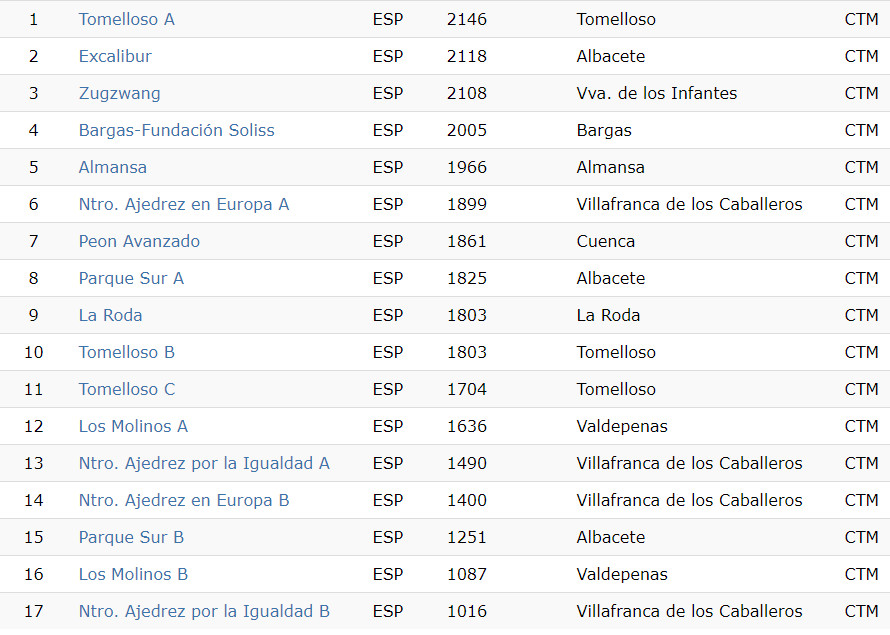 1 Tomelloso A ESP 2146 Tomelloso CTM
2 Excalibur ESP 2118 Albacete CTM
3 Zugzwang ESP 2108 Vva. de los Infantes CTM
4 Bargas-Fundación Soliss ESP 2005 Bargas CTM
5 Almansa ESP 1966 Almansa CTM
6 Ntro. Ajedrez en Europa A ESP 1899 Villafranca de los Caballeros CTM
7 Peon Avanzado ESP 1861 Cuenca CTM
8 Parque Sur A ESP 1825 Albacete CTM
9 La Roda ESP 1803 La Roda CTM
10 Tomelloso B ESP 1803 Tomelloso CTM
11 Tomelloso C ESP 1704 Tomelloso CTM
12 Los Molinos A ESP 1636 Valdepenas CTM
13 Ntro. Ajedrez por la Igualdad A ESP 1490 Villafranca de los Caballeros CTM
14 Ntro. Ajedrez en Europa B ESP 1400 Villafranca de los Caballeros CTM
15 Parque Sur B ESP 1251 Albacete CTM
16 Los Molinos B ESP 1087 Valdepenas CTM
17 Ntro. Ajedrez por la Igualdad B ESP 1016 Villafranca de los Caballeros CTM